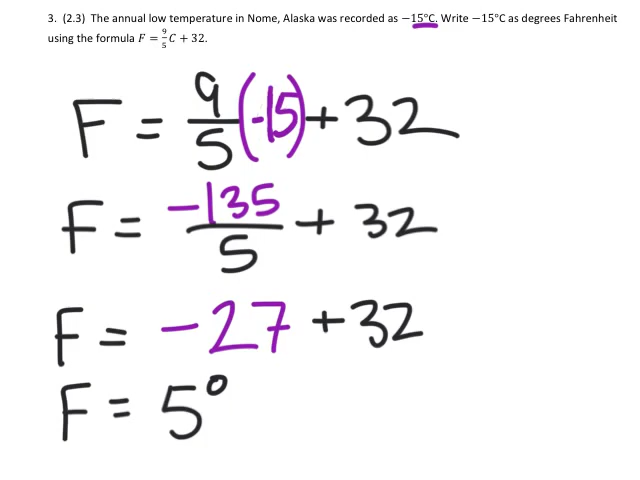 3. (2.3) The annual low temperature in Nome, Alaska was recorded as −15°C. Write −15°C as degrees Fahrenheit
using the formula F = 9/5 C + 32.
F = 9/5 (-15) + 32
F = -135/5 + 32
F = -27 + 32
F = 5°